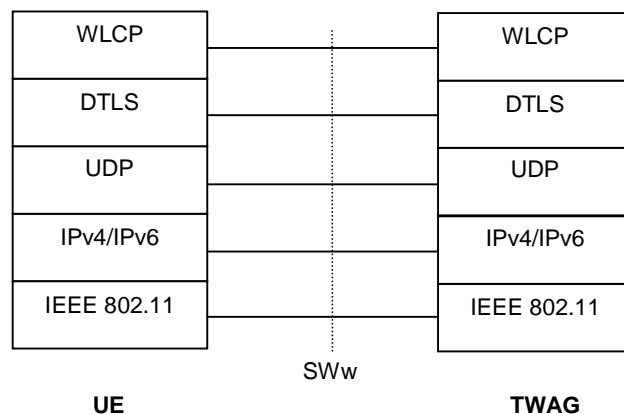 WLCP
WLCP
DTLS
DTLS
UDP
UDP
IPv4/IPv6
IPv4/IPv6
IEEE 802.11
IEEE 802.11
SWw
UE
TWAG